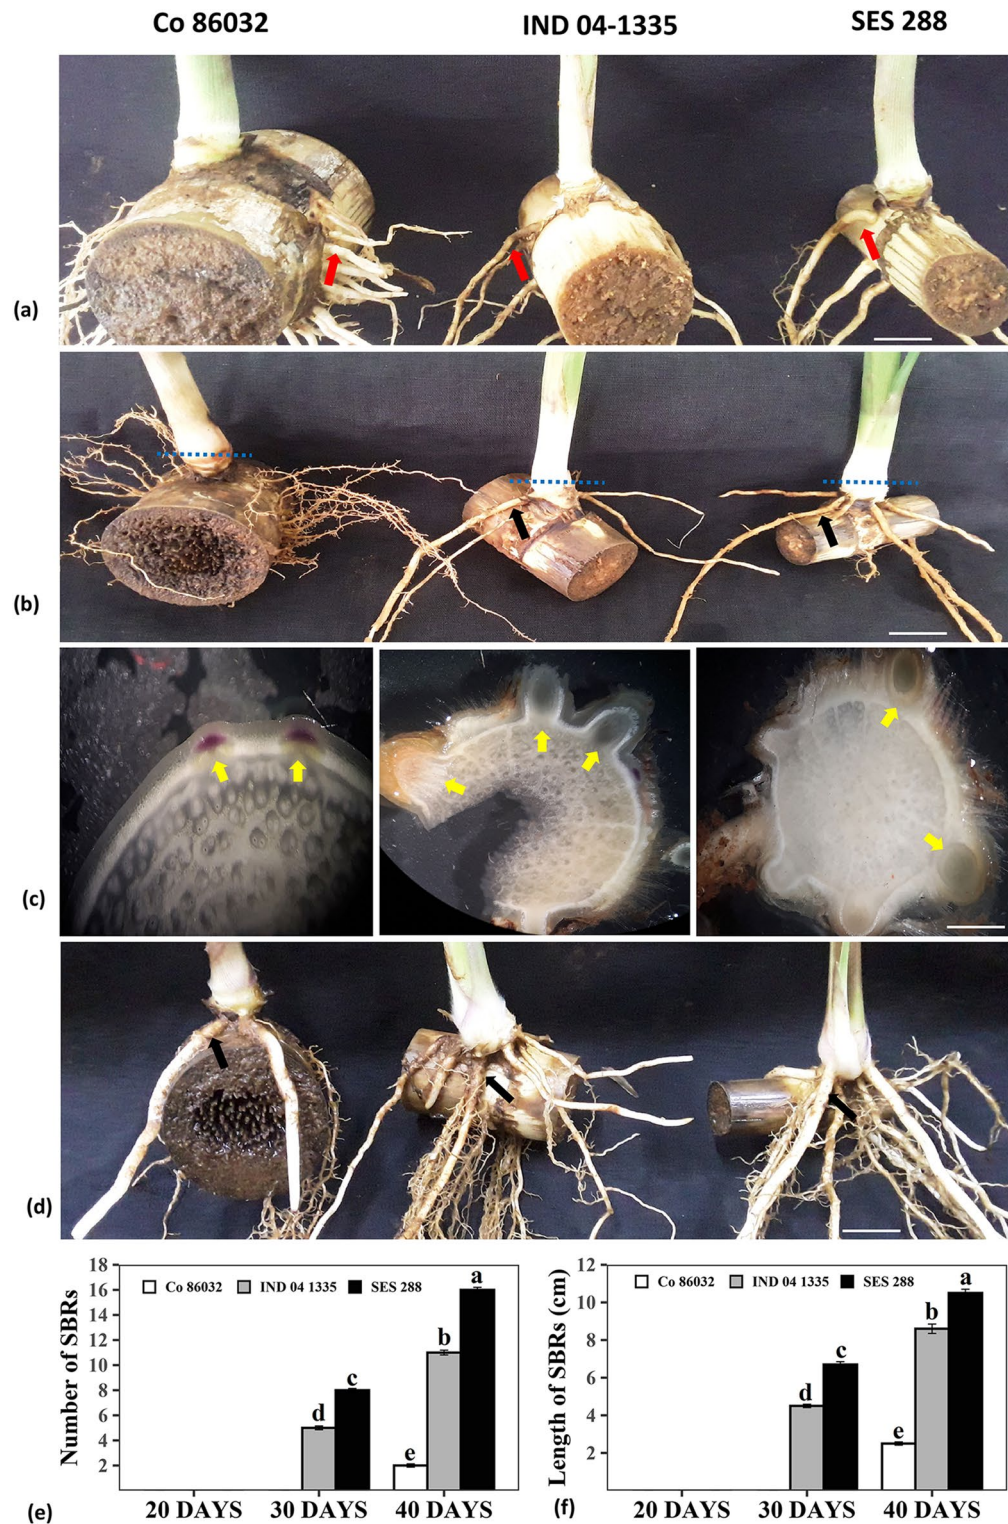 Co 86032 IND 04-1335 SES 288
(a)
(b)
(c)
(d)
18
16
14
12
10
8
6
4
2
Number of SBRs
Co 86032 IND 04 1335 SES 288
d
c
e
b
a
20 DAYS 30 DAYS 40 DAYS
(e)
12
10
8
6
4
2
Length of SBRs (cm)
Co 86032 IND 04 1335 SES 288
d
c
e
b
a
20 DAYS 30 DAYS 40 DAYS
(f)